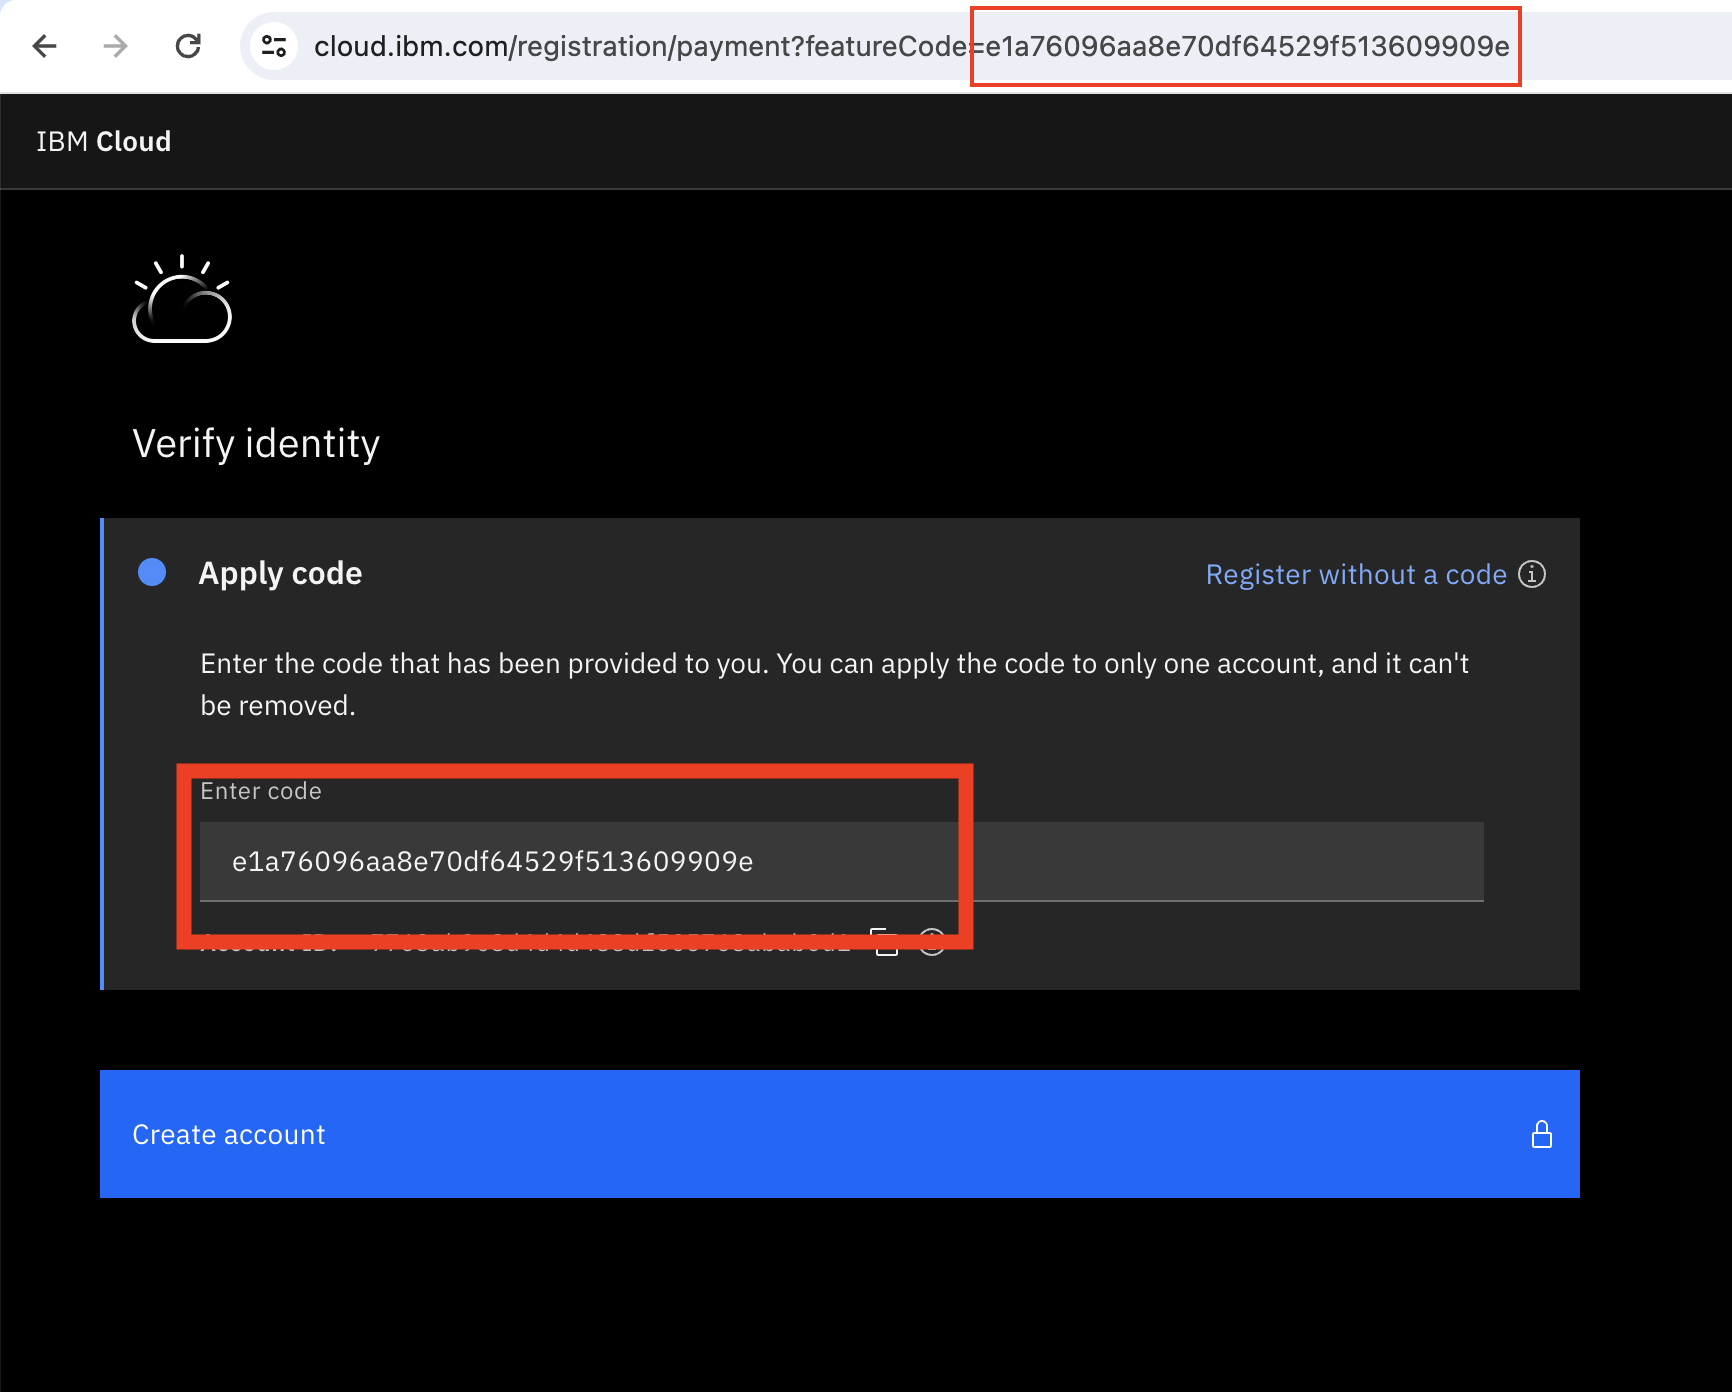 cloud.ibm.com/registration/payment?featureCode=e1a76096aa8e70df64529f513609909e
IBM Cloud
Verify identity
Apply code
Register without a code
Enter the code that has been provided to you. You can apply the code to only one account, and it can't
be removed.
Enter code
e1a76096aa8e70df64529f513609909e
Account ID:
Create account